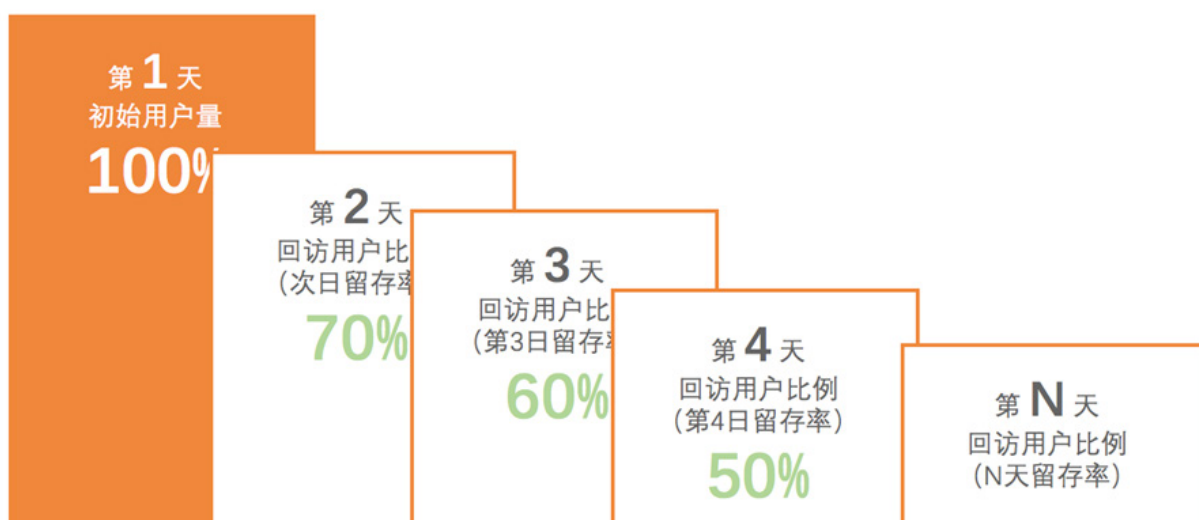 第 1 天
初始用户量
100%
第 2 天
回访用户比
(次日留存率
70%
第 3 天
回访用户比
(第3日留存率
60%
第 4 天
回访用户比例
(第4日留存率)
50%
第 N 天
回访用户比例
(N天留存率)